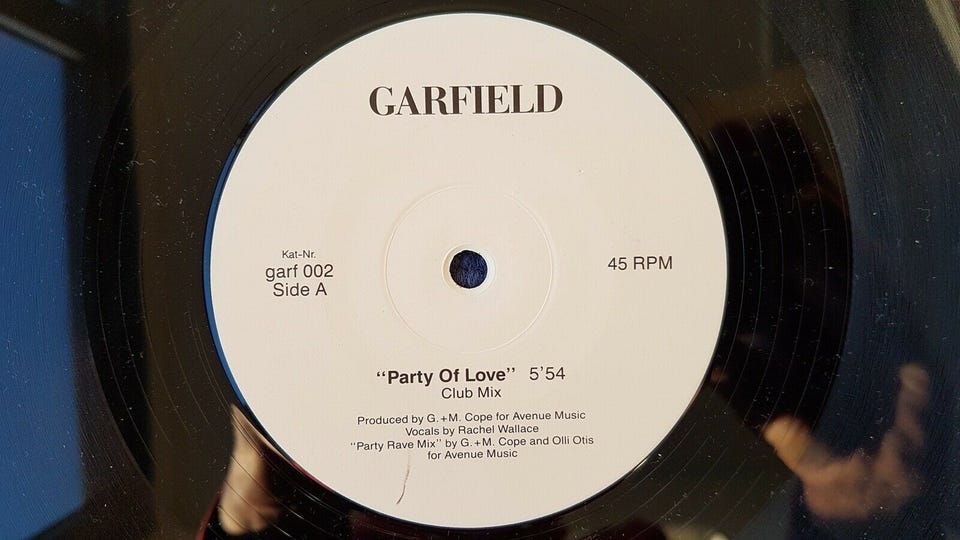 GARFIELD
Kat-Nr.
garf 002
Side A
45 RPM
"Party Of Love" 5'54
Club Mix
Produced by G.+M. Cope for Avenue Music
Vocals by Rachel Wallace
"Party Rave Mix" by G.+M. Cope and Olli Otis
for Avenue Music